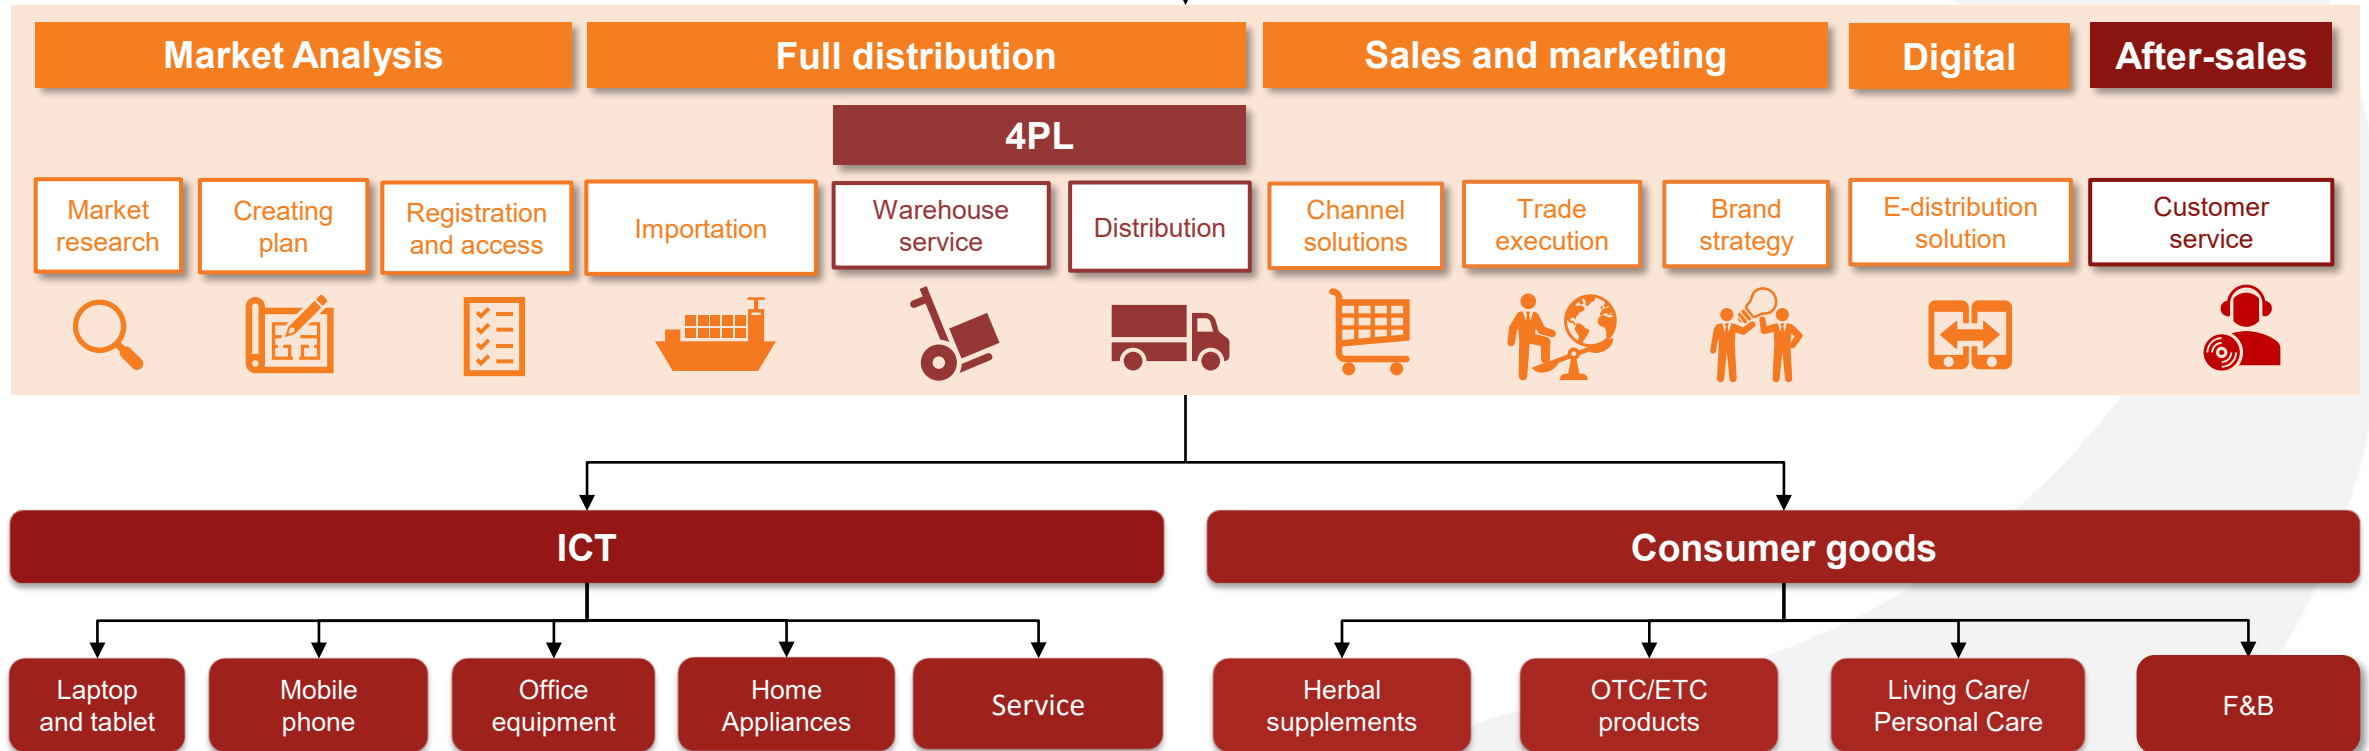 Market Analysis
Full distribution
Sales and marketing
Digital
After-sales
4PL
Market
research
Creating
plan
Registration
and access
Importation
Warehouse
service
Distribution
Channel
solutions
Trade
execution
Brand
strategy
E-distribution
solution
Customer
service
ICT
Consumer goods
Laptop
and tablet
Mobile
phone
Office
equipment
Home
Appliances
Service
Herbal
supplements
OTC/ETC
products
Living Care/
Personal Care
F&B